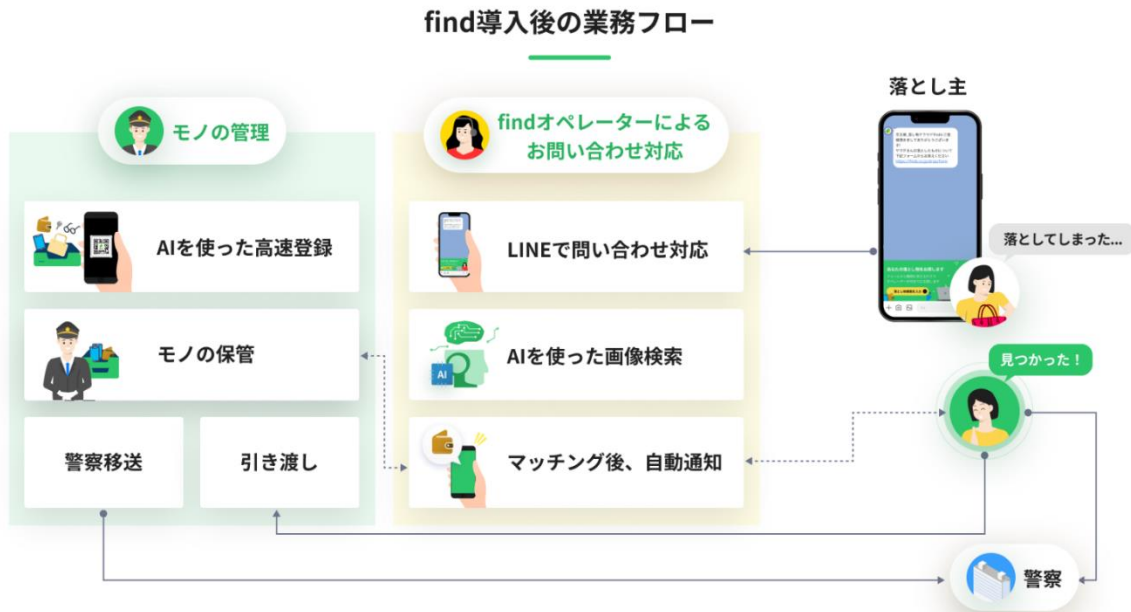 find導入後の業務フロー
モノの管理
AIを使った高速登録
モノの保管
警察移送
引き渡し
findオペレーターによる
お問い合わせ対応
LINEで問い合わせ対応
AI
AIを使った画像検索
マッチング後、自動通知
落とし主
落としてしまった...
見つかった！
警察